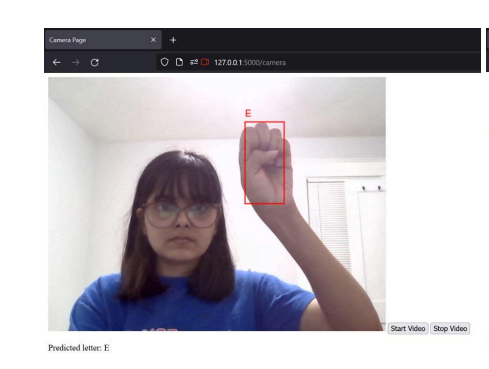 Camera Page × +
127.0.0.1:5000/camera
E
Start Video Stop Video
Predicted letter: E